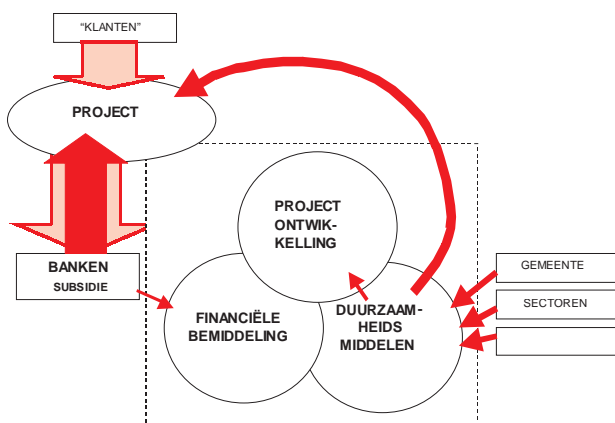 “KLANTEN”
PROJECT
PROJECT
ONTWIK-
KELLING
BANKEN
SUBSIDIE
FINANCIËLE
BEMIDDELING
DUURZAAM-
HEIDS
MIDDELEN
GEMEENTE
SECTOREN